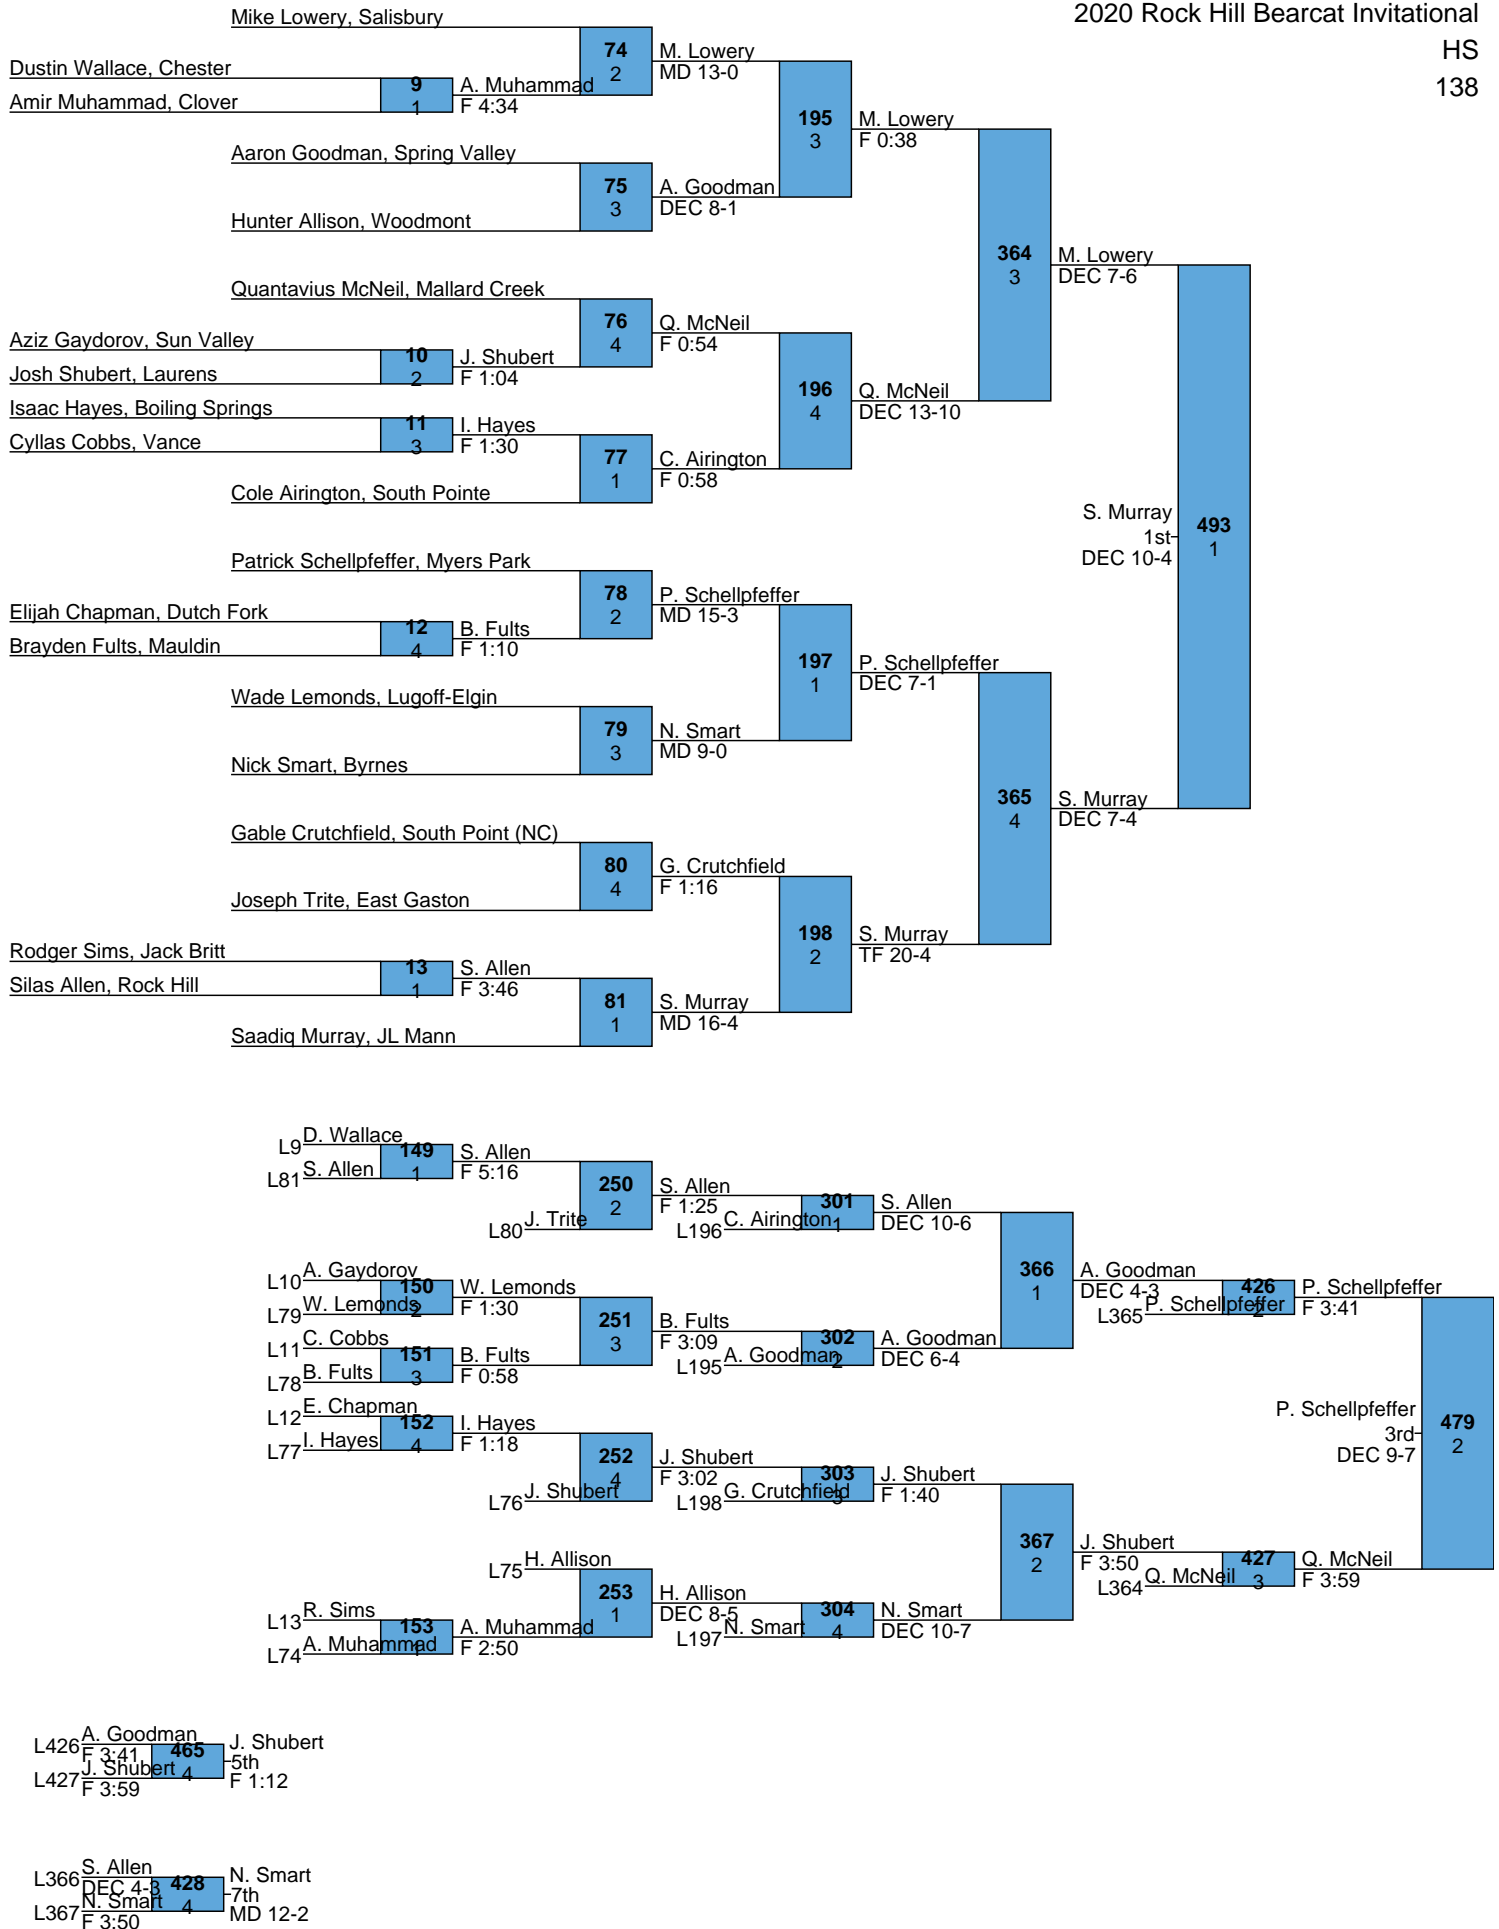 2020 Rock Hill Bearcat Invitational
HS
138
Mike Lowery, Salisbury
74
2
M. Lowery
MD 13-0
Dustin Wallace, Chester
9
1
A. Muhammad
F 4:34
Amir Muhammad, Clover
195
3
M. Lowery
F 0:38
Aaron Goodman, Spring Valley
75
3
A. Goodman
DEC 8-1
Hunter Allison, Woodmont
364
3
M. Lowery
DEC 7-6
Quantavius McNeil, Mallard Creek
76
4
Q. McNeil
F 0:54
Aziz Gaydorov, Sun Valley
10
2
J. Shubert
F 1:04
Josh Shubert, Laurens
196
4
Q. McNeil
DEC 13-10
Isaac Hayes, Boiling Springs
11
3
I. Hayes
F 1:30
Cyllas Cobbs, Vance
77
1
C. Airington
F 0:58
Cole Airington, South Pointe
S. Murray
1st
DEC 10-4
493
1
Patrick Schellpfeffer, Myers Park
78
2
P. Schellpfeffer
MD 15-3
Elijah Chapman, Dutch Fork
12
4
B. Fults
F 1:10
Brayden Fults, Mauldin
197
1
P. Schellpfeffer
DEC 7-1
Wade Lemonds, Lugoff-Elgin
79
3
N. Smart
MD 9-0
Nick Smart, Byrnes
365
4
S. Murray
DEC 7-4
Gable Crutchfield, South Point (NC)
80
4
G. Crutchfield
F 1:16
Joseph Trite, East Gaston
198
2
S. Murray
TF 20-4
Rodger Sims, Jack Britt
13
1
S. Allen
F 3:46
Silas Allen, Rock Hill
81
1
S. Murray
MD 16-4
Saadiq Murray, JL Mann
L9
D. Wallace
149
1
S. Allen
F 5:16
L81
S. Allen
250
2
S. Allen
F 1:25
L80
J. Trite
301
1
S. Allen
DEC 10-6
L196
C. Airington
366
1
A. Goodman
DEC 4-3
L10
A. Gaydorov
150
2
W. Lemonds
F 1:30
L79
W. Lemonds
251
3
B. Fults
F 3:09
L11
C. Cobbs
151
3
B. Fults
F 0:58
L78
B. Fults
302
2
A. Goodman
DEC 6-4
L195
A. Goodman
426
2
P. Schellpfeffer
F 3:41
L365
P. Schellpfeffer
L12
E. Chapman
152
4
I. Hayes
F 1:18
L77
I. Hayes
252
4
J. Shubert
F 3:02
L76
J. Shubert
303
3
J. Shubert
F 1:40
L198
G. Crutchfield
P. Schellpfeffer
3rd
DEC 9-7
479
2
367
2
J. Shubert
F 3:50
L75
H. Allison
253
1
H. Allison
DEC 8-5
L13
R. Sims
153
1
A. Muhammad
F 2:50
L74
A. Muhammad
304
4
N. Smart
DEC 10-7
L197
N. Smart
427
3
Q. McNeil
F 3:59
L364
Q. McNeil
L426
A. Goodman
F 3:41
465
4
J. Shubert
5th
F 1:12
L427
J. Shubert
F 3:59
L366
S. Allen
DEC 4-3
428
4
N. Smart
7th
MD 12-2
L367
N. Smart
F 3:50